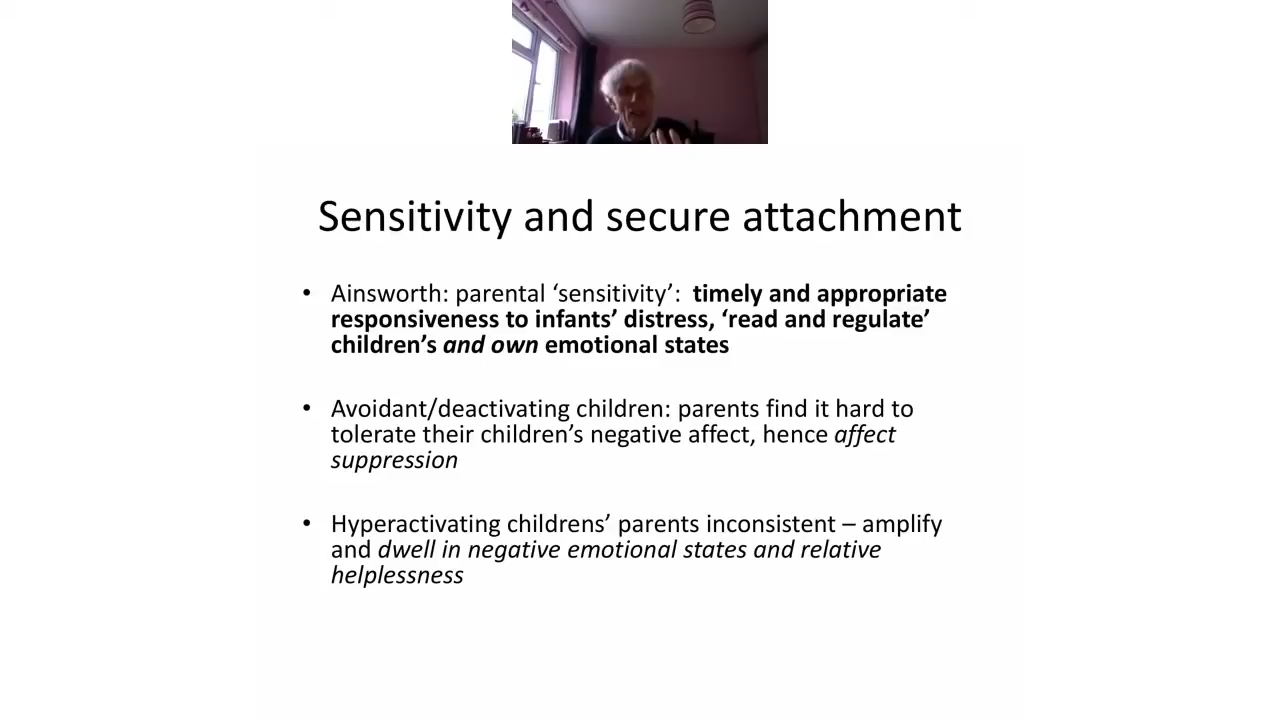 Sensitivity and secure attachment
• Ainsworth: parental ‘sensitivity’: timely and appropriate
responsiveness to infants’ distress, ‘read and regulate’
children’s and own emotional states
• Avoidant/deactivating children: parents find it hard to
tolerate their children’s negative affect, hence affect
suppression
• Hyperactivating childrens’ parents inconsistent – amplify
and dwell in negative emotional states and relative
helplessness